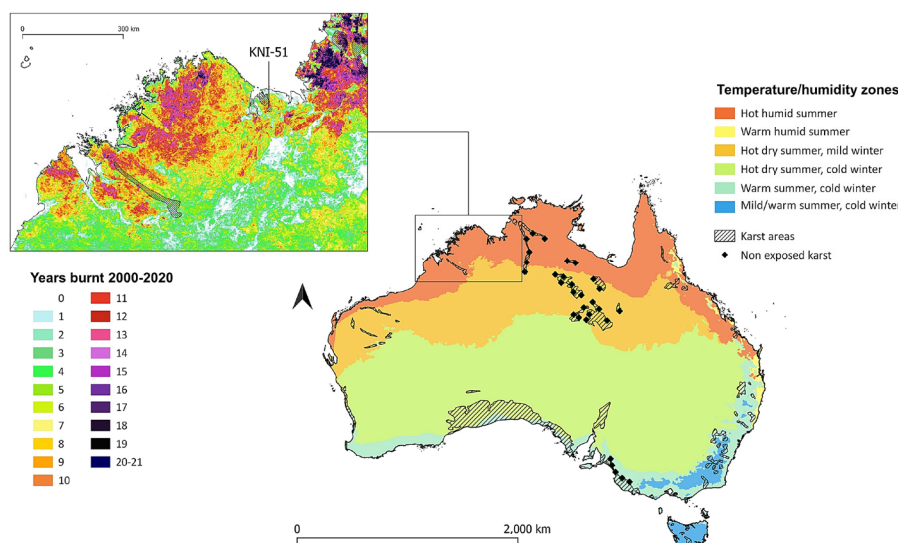 0
300 km
KNI-51
Temperature/humidity zones
Hot humid summer
Warm humid summer
Hot dry summer, mild winter
Hot dry summer, cold winter
Warm summer, cold winter
Mild/warm summer, cold winter
Karst areas
Non exposed karst
Years burnt 2000-2020
0
1
2
3
4
5
6
7
8
9
10
11
12
13
14
15
16
17
18
19
20-21
0
2,000 km